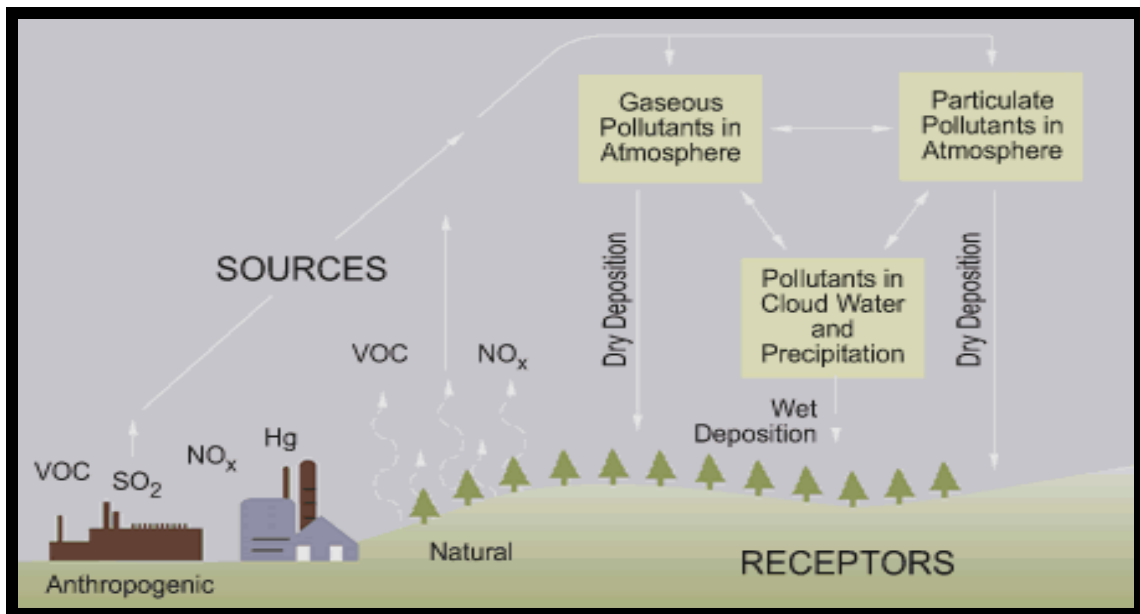 Gaseous
Pollutants in
Atmosphere
Particulate
Pollutants in
Atmosphere
SOURCES
Dry Deposition
Pollutants in
Cloud Water
and
Precipitation
Dry Deposition
VOC
NOx
Wet
Deposition
VOC
SO2
NOx
Hg
Natural
RECEPTORS
Anthropogenic